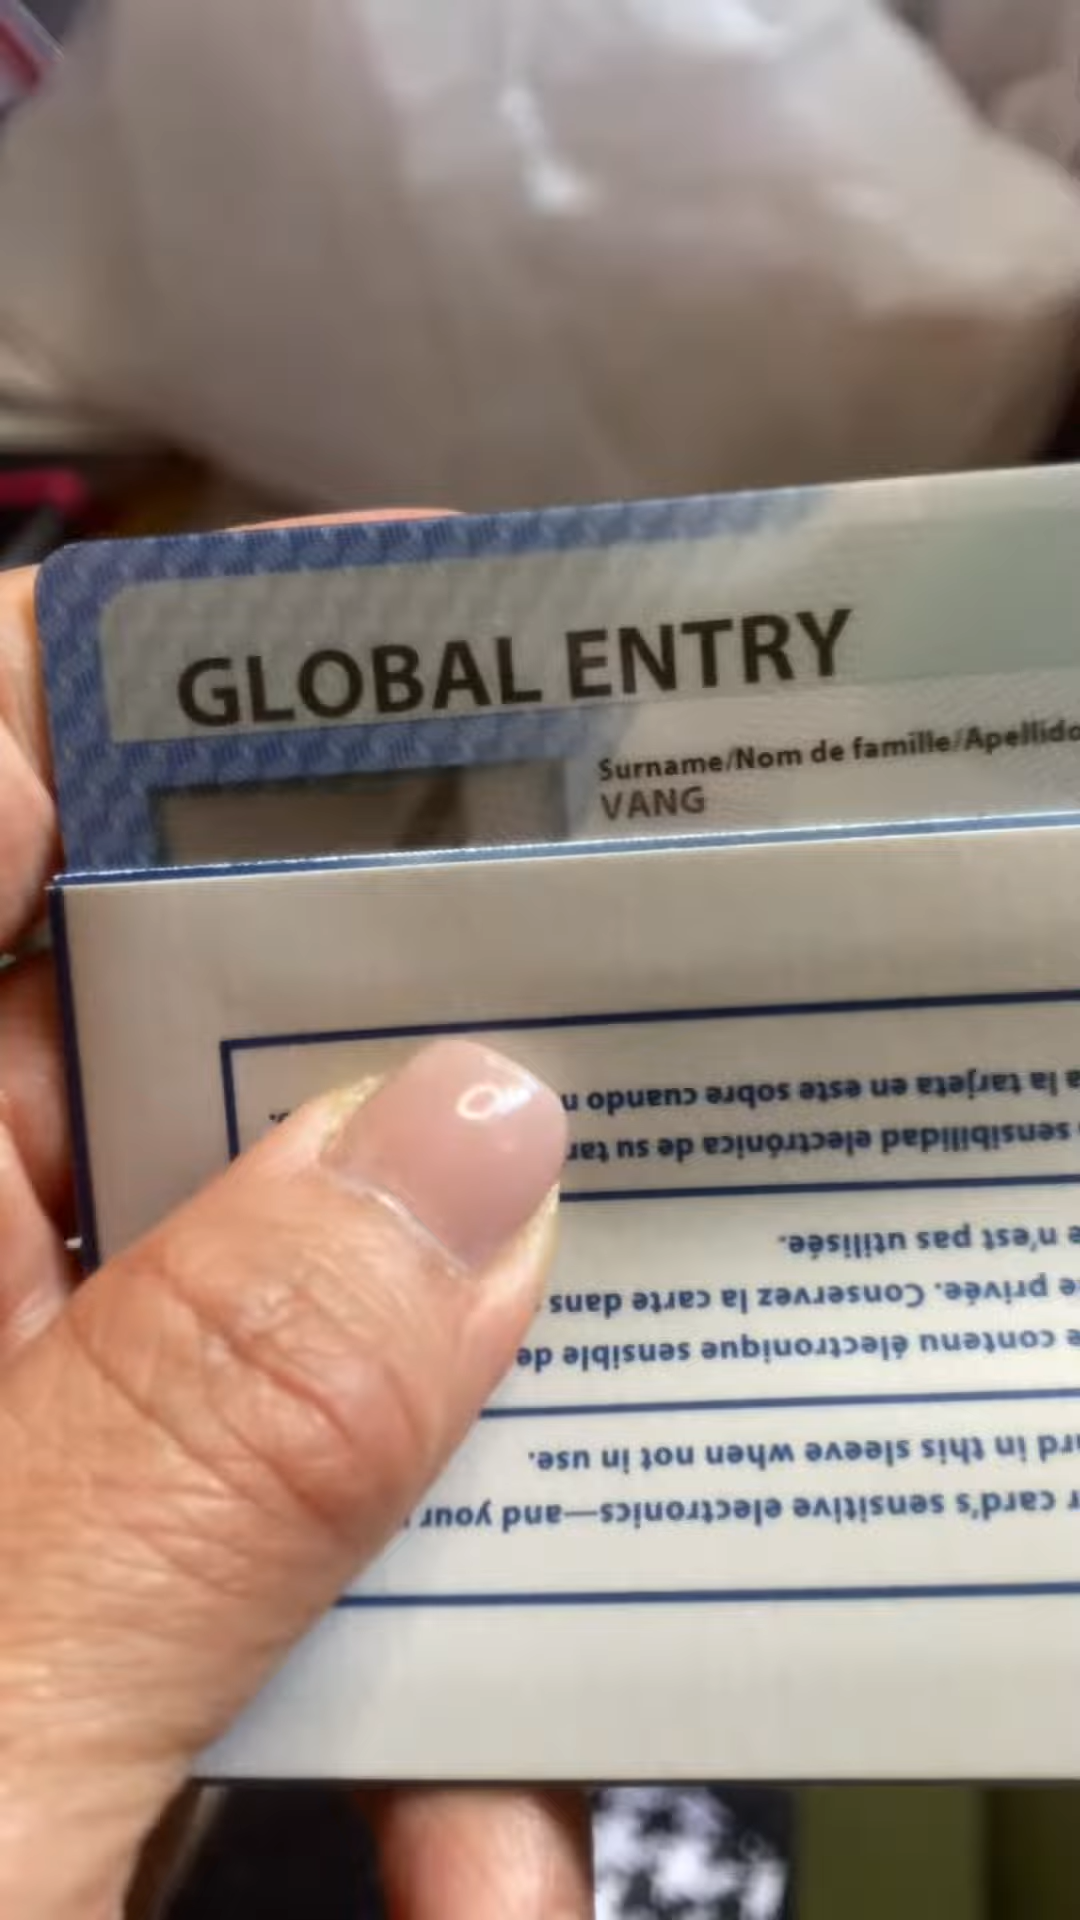 GLOBAL ENTRY
Surname/Nom de famille/Apellido
VANG
card's sensitive electronics—and your
in this sleeve when not in use.
contenu électronique sensible de
privée. Conservez la carte dans
n'est pas utilisée.
sensibilidad electrónica de su
la tarjeta en este sobre cuando